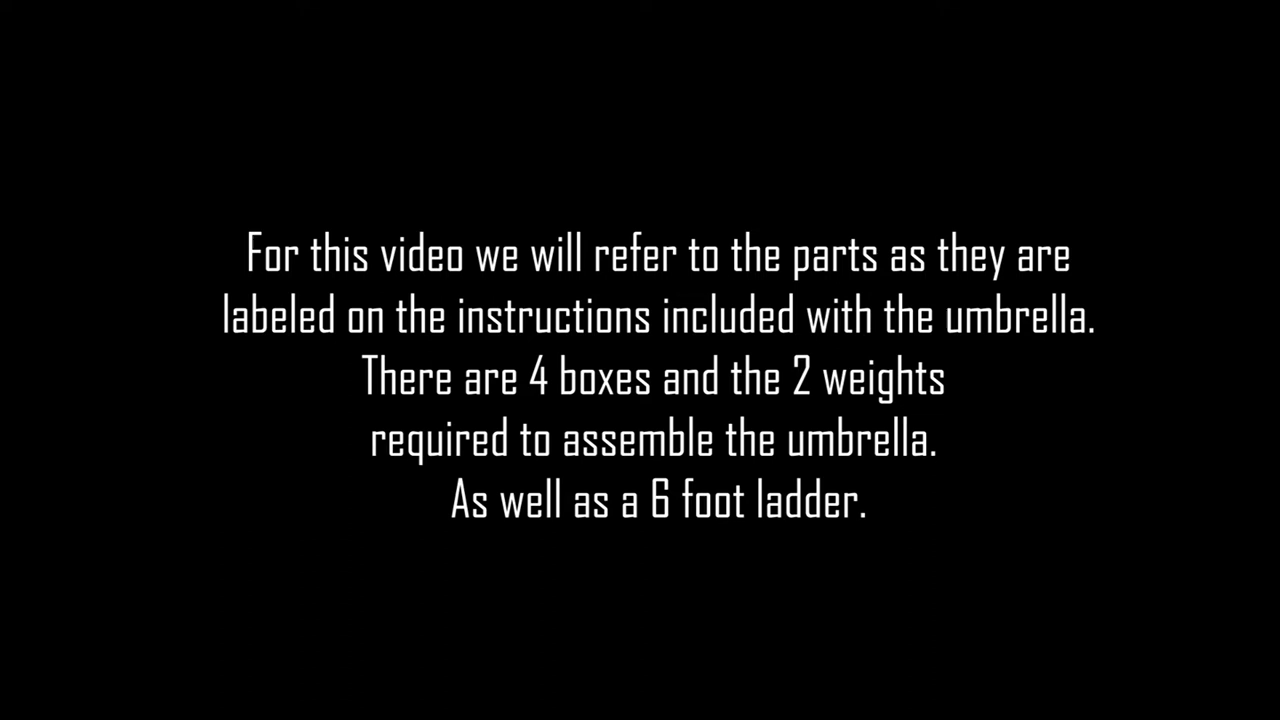 For this video we will refer to the parts as they are
labeled on the instructions included with the umbrella.
There are 4 boxes and the 2 weights
required to assemble the umbrella.
As well as a 6 foot ladder.